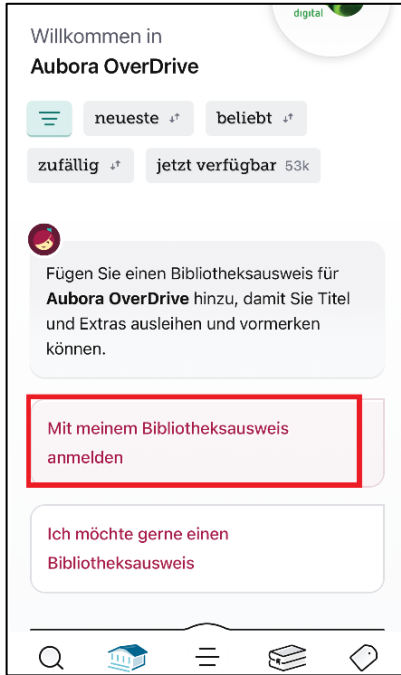 digital
Willkommen in
Aubora OverDrive
neueste
beliebt
zufällig
jetzt verfügbar 53k
Fügen Sie einen Bibliotheksausweis für
Aubora OverDrive hinzu, damit Sie Titel
und Extras ausleihen und vormerken
können.
Mit meinem Bibliotheksausweis
anmelden
Ich möchte gerne einen
Bibliotheksausweis